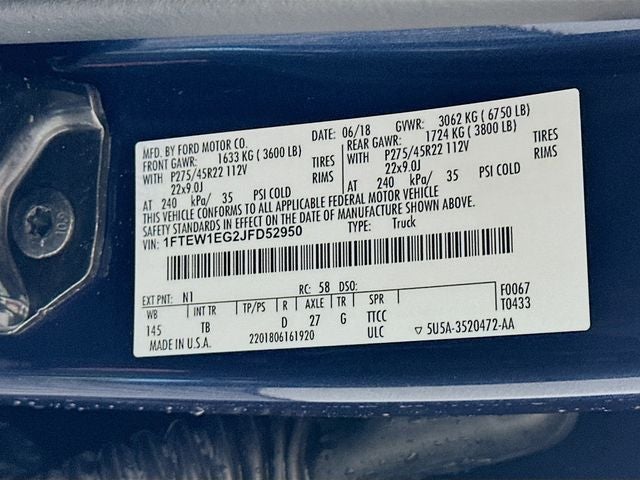 MFD. BY FORD MOTOR CO. DATE: 06/18 GVWR: 3062 KG ( 6750 LB)
FRONT GAWR: 1633 KG ( 3600 LB) REAR GAWR: 1724 KG ( 3800 LB)
WITH P275/45R22 112V TIRES WITH P275/45R22 112V TIRES
22x9.0J RIMS 22x9.0J RIMS
AT 240 kPa/ 35 PSI COLD AT 240 kPa/ 35 PSI COLD
THIS VEHICLE CONFORMS TO ALL APPLICABLE FEDERAL MOTOR VEHICLE
SAFETY STANDARDS IN EFFECT ON THE DATE OF MANUFACTURE SHOWN ABOVE.
VIN: 1FTEW1EG2JFD52950 TYPE: Truck
EXT PNT: N1 RC: 58 DSO: F0067
WB INT TR TP/PS R AXLE TR SPR T0433
145 TB D 27 G TTCC
MADE IN U.S.A. 2201806161920 ULC ▽ 5U5A-3520472-AA